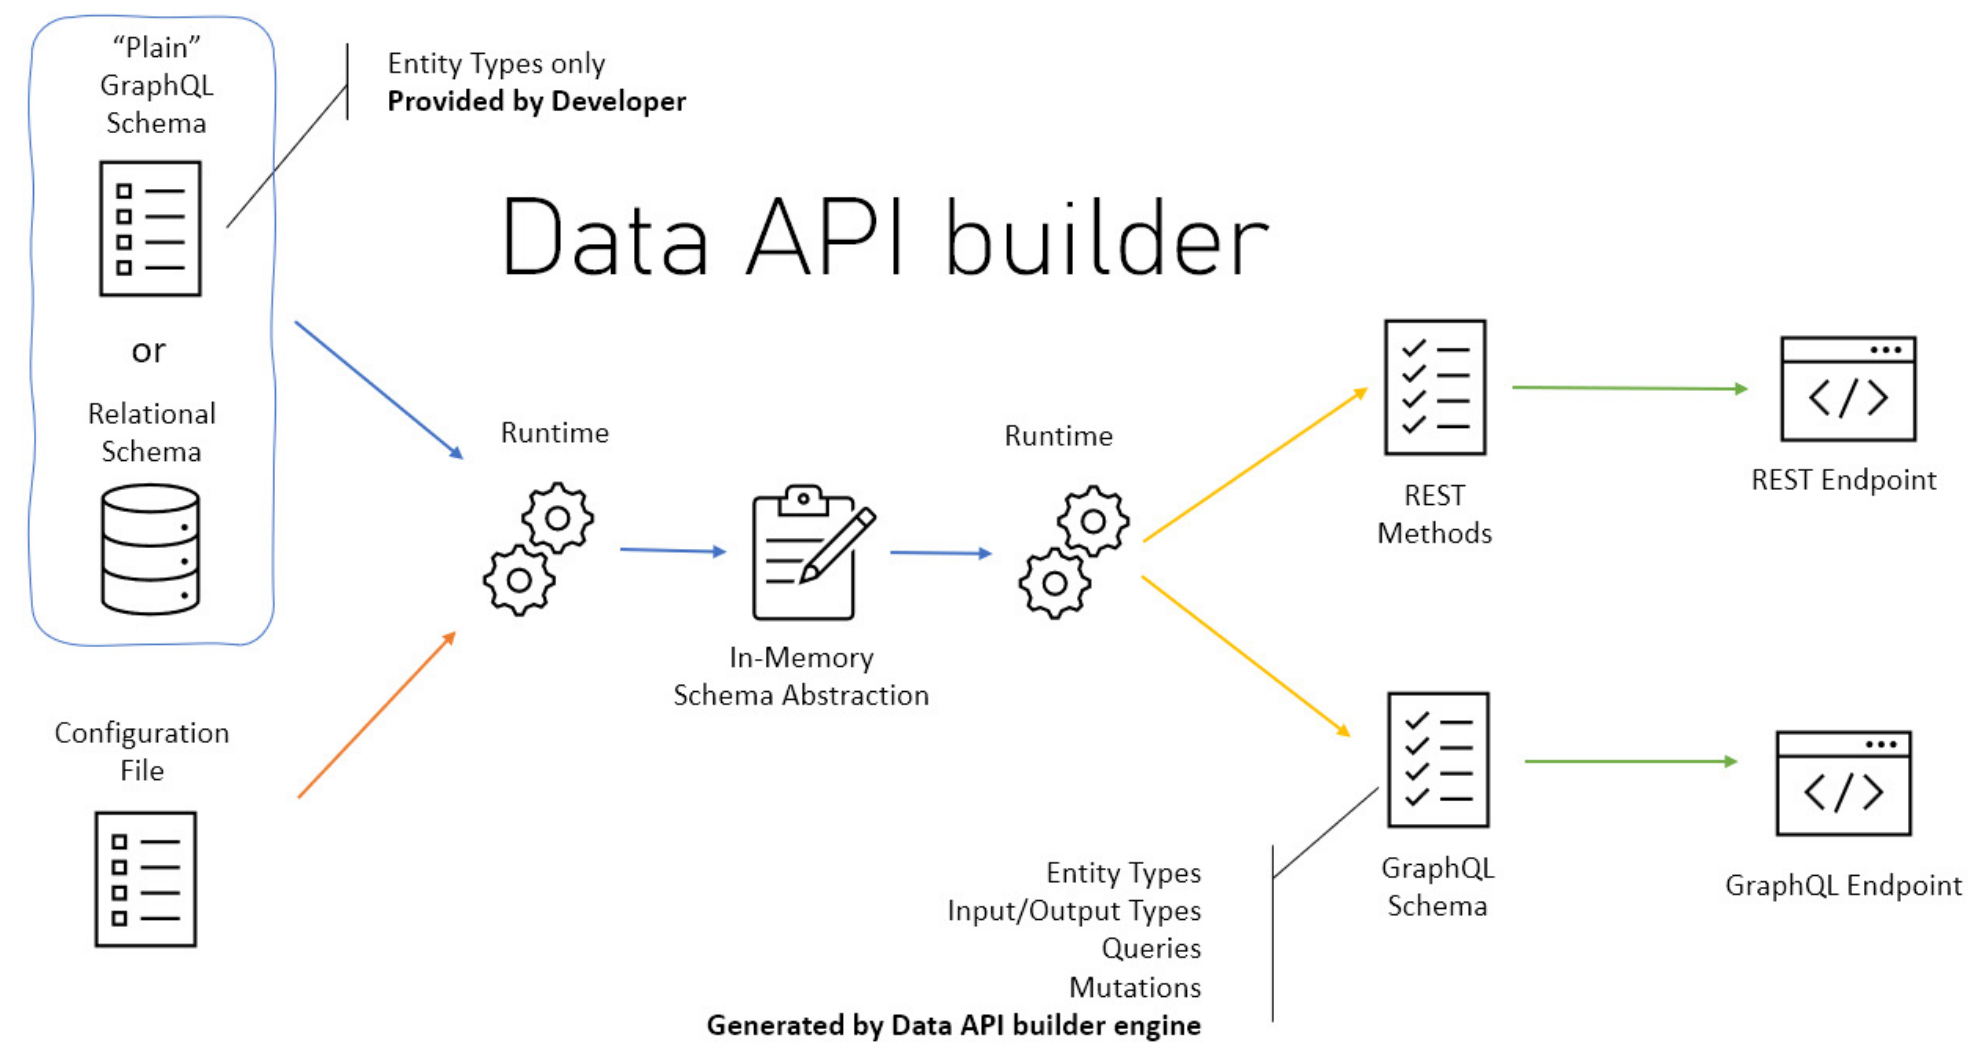 “Plain”
GraphQL
Schema
Entity Types only
Provided by Developer
Data API builder
or
Relational
Schema
Runtime
Runtime
REST
Methods
REST Endpoint
In-Memory
Schema Abstraction
Configuration
File
GraphQL
Schema
GraphQL Endpoint
Entity Types
Input/Output Types
Queries
Mutations
Generated by Data API builder engine